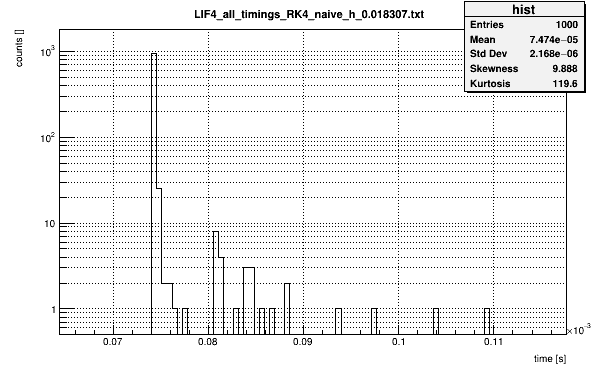 LIF4_all_timings_RK4_naive_h_0.018307.txt
hist
Entries 1000
Mean 7.474e−05
Std Dev 2.168e−06
Skewness 9.888
Kurtosis 119.6
counts []
10³
10²
10
1
0.07 0.08 0.09 0.1 0.11
×10⁻³
time [s]